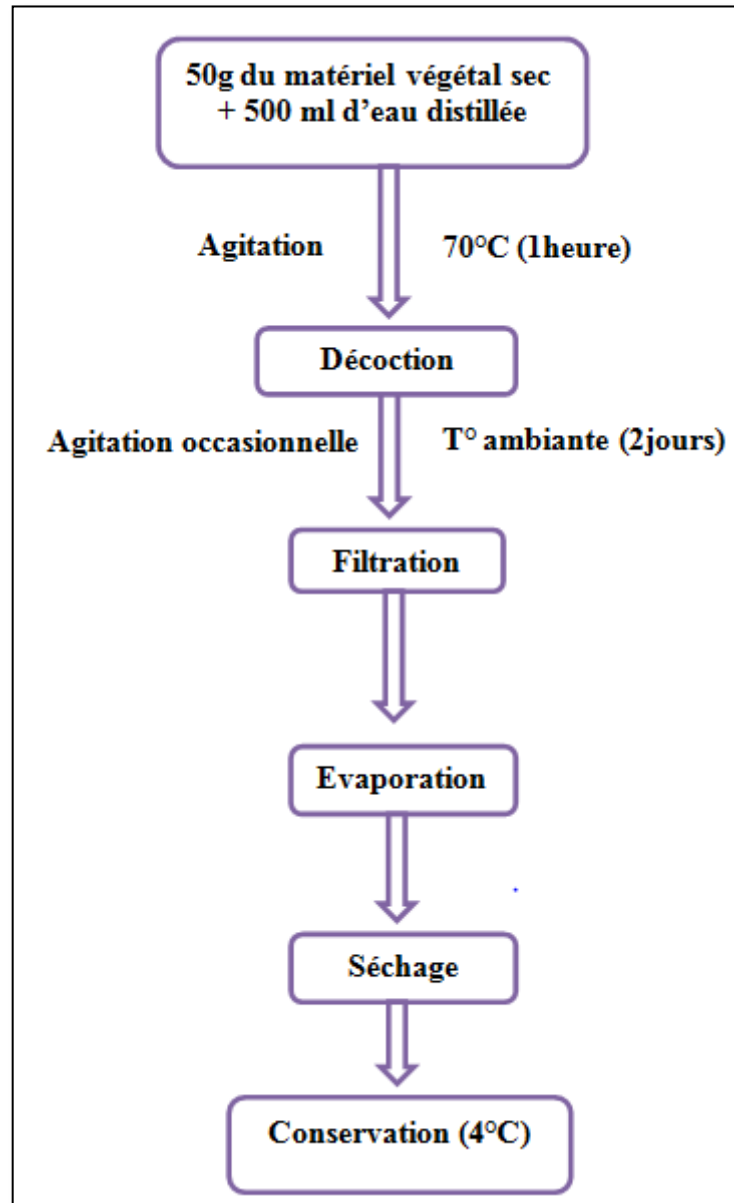 50g du matériel végétal sec
+ 500 ml d’eau distillée
Agitation 70°C (1heure)
Décoction
Agitation occasionnelle T° ambiante (2jours)
Filtration
Evaporation
Séchage
Conservation (4°C)